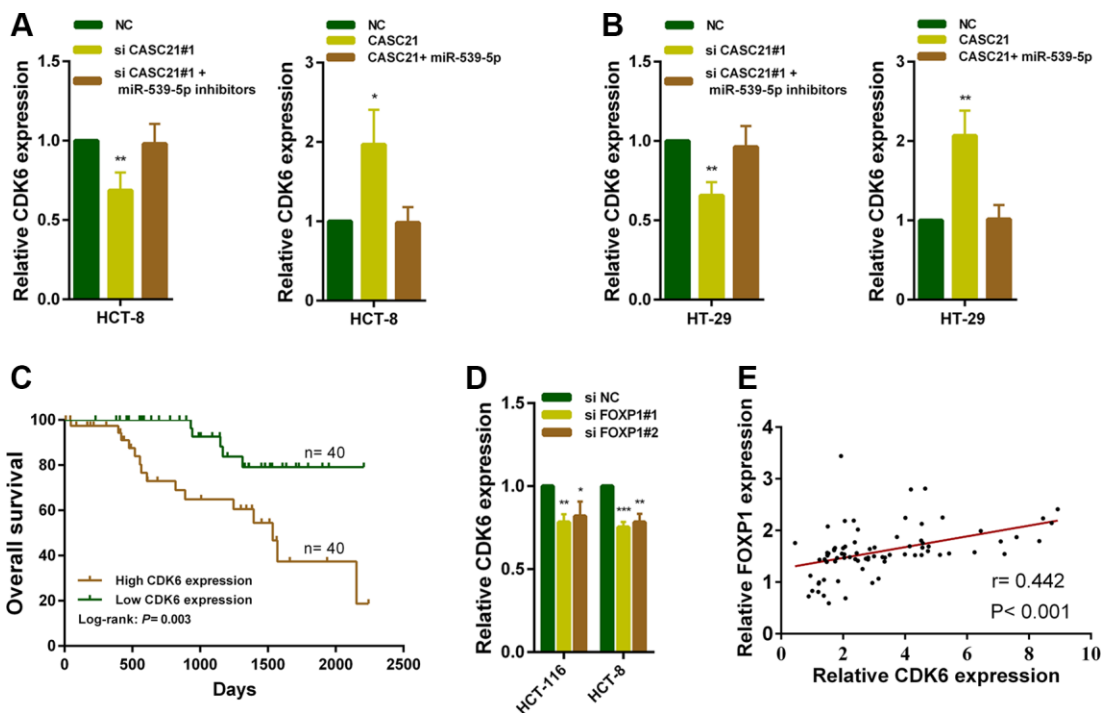 A
NC
si CASC21#1
si CASC21#1 +
miR-539-5p inhibitors
Relative CDK6 expression
1.5
1.0
0.5
0.0
**
HCT-8
NC
CASC21
CASC21+ miR-539-5p
Relative CDK6 expression
3
2
1
0
*
HCT-8
B
NC
si CASC21#1
si CASC21#1 +
miR-539-5p inhibitors
Relative CDK6 expression
1.5
1.0
0.5
0.0
**
HT-29
NC
CASC21
CASC21+ miR-539-5p
Relative CDK6 expression
3
2
1
0
**
HT-29
C
Overall survival
100
80
60
40
20
n= 40
n= 40
High CDK6 expression
Low CDK6 expression
Log-rank: P= 0.003
0 500 1000 1500 2000 2500
Days
D
si NC
si FOXP1#1
si FOXP1#2
Relative CDK6 expression
1.5
1.0
0.5
0.0
** * *** **
HCT-116 HCT-8
E
Relative FOXP1 expression
4
3
2
1
0
r= 0.442
P< 0.001
0 2 4 6 8 10
Relative CDK6 expression